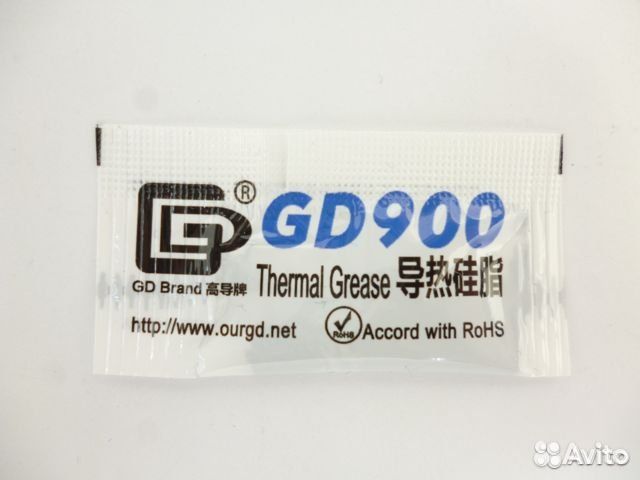 GD ® GD900
GD Brand 高导牌 Thermal Grease 导热硅脂
http://www.ourgd.net RoHS Accord with RoHS
Avito